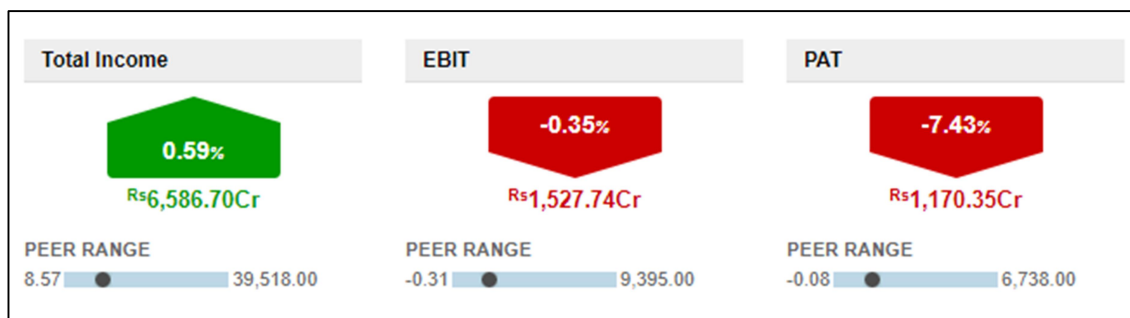 Total Income
0.59%
Rs6,586.70Cr
PEER RANGE
8.57 39,518.00
EBIT
-0.35%
Rs1,527.74Cr
PEER RANGE
-0.31 9,395.00
PAT
-7.43%
Rs1,170.35Cr
PEER RANGE
-0.08 6,738.00